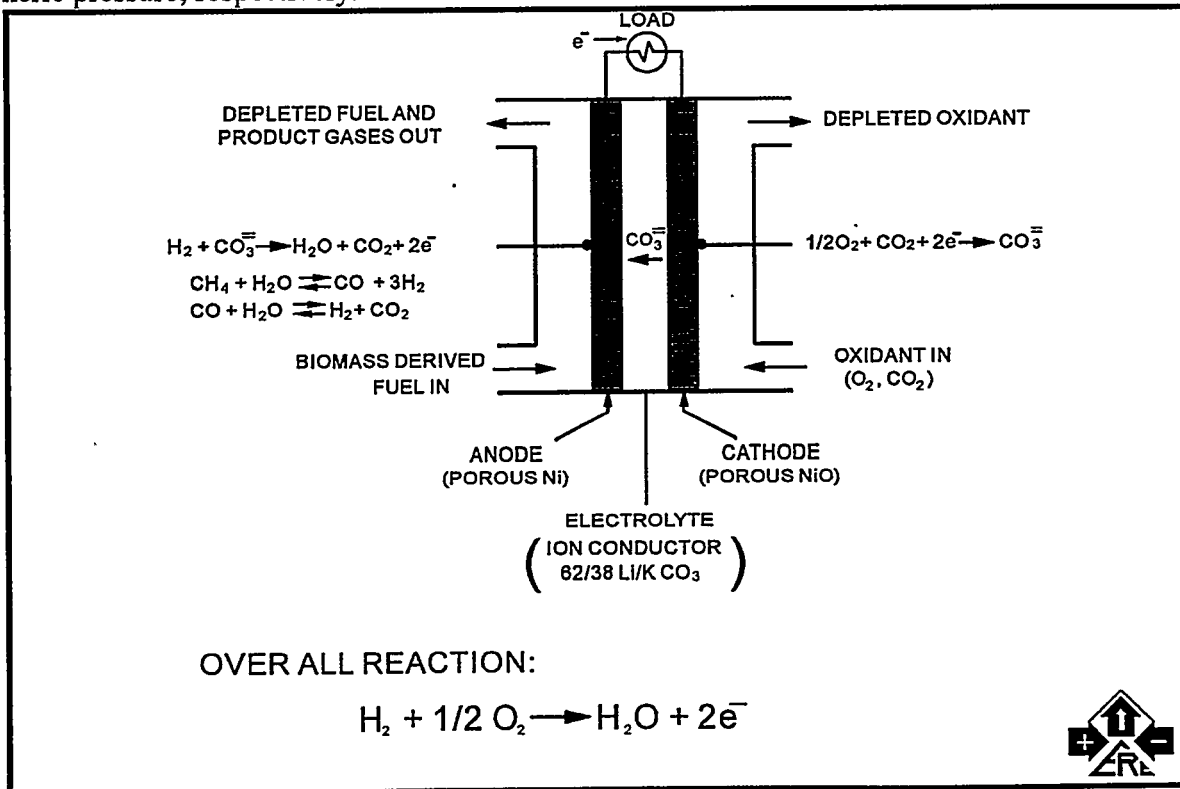 LOAD
e⁻
DEPLETED FUEL AND
PRODUCT GASES OUT
DEPLETED OXIDANT
H₂ + CO₃⁼ → H₂O + CO₂ + 2e⁻
CH₄ + H₂O ⇌ CO + 3H₂
CO + H₂O ⇌ H₂ + CO₂
CO₃⁼
1/2O₂ + CO₂ + 2e⁻ → CO₃⁼
BIOMASS DERIVED
FUEL IN
OXIDANT IN
(O₂, CO₂)
ANODE
(POROUS Ni)
CATHODE
(POROUS NiO)
ELECTROLYTE
(ION CONDUCTOR
62/38 Li/K CO₃)
OVER ALL REACTION:
H₂ + 1/2 O₂ → H₂O + 2e⁻
+ -
ERC